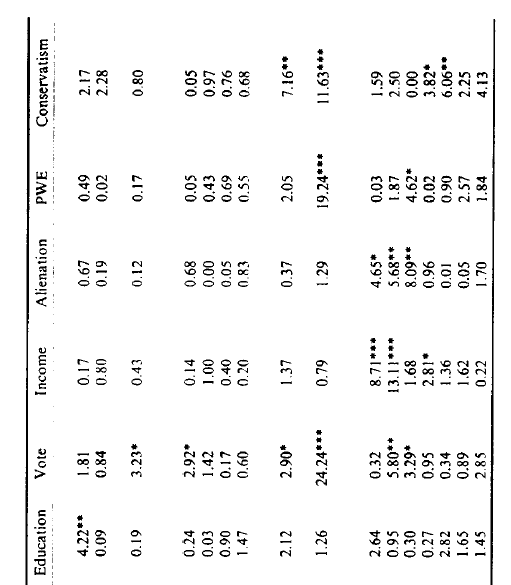 Education Vote Income Alienation PWE Conservatism
4.22** 1.81 0.17 0.67 0.49 2.17
0.09 0.84 0.80 0.19 0.02 2.28
0.19 3.23* 0.43 0.12 0.17 0.80
0.24 2.92* 0.14 0.68 0.05 0.05
0.03 1.42 1.00 0.00 0.43 0.97
0.90 0.17 0.40 0.05 0.69 0.76
1.47 0.60 0.20 0.83 0.55 0.68
2.12 2.90* 1.37 0.37 2.05 7.16**
1.26 24.24*** 0.79 1.29 19.24*** 11.63***
2.64 0.32 8.71*** 4.65* 0.03 1.59
0.95 5.80** 13.11*** 5.68** 1.87 2.50
0.30 3.29* 1.68 8.09** 4.62* 0.00
0.27 0.95 2.81* 0.96 0.02 3.82*
2.82 0.34 1.36 0.01 0.90 6.06**
1.65 0.89 1.62 0.05 2.57 2.25
1.45 2.85 0.22 1.70 1.84 4.13